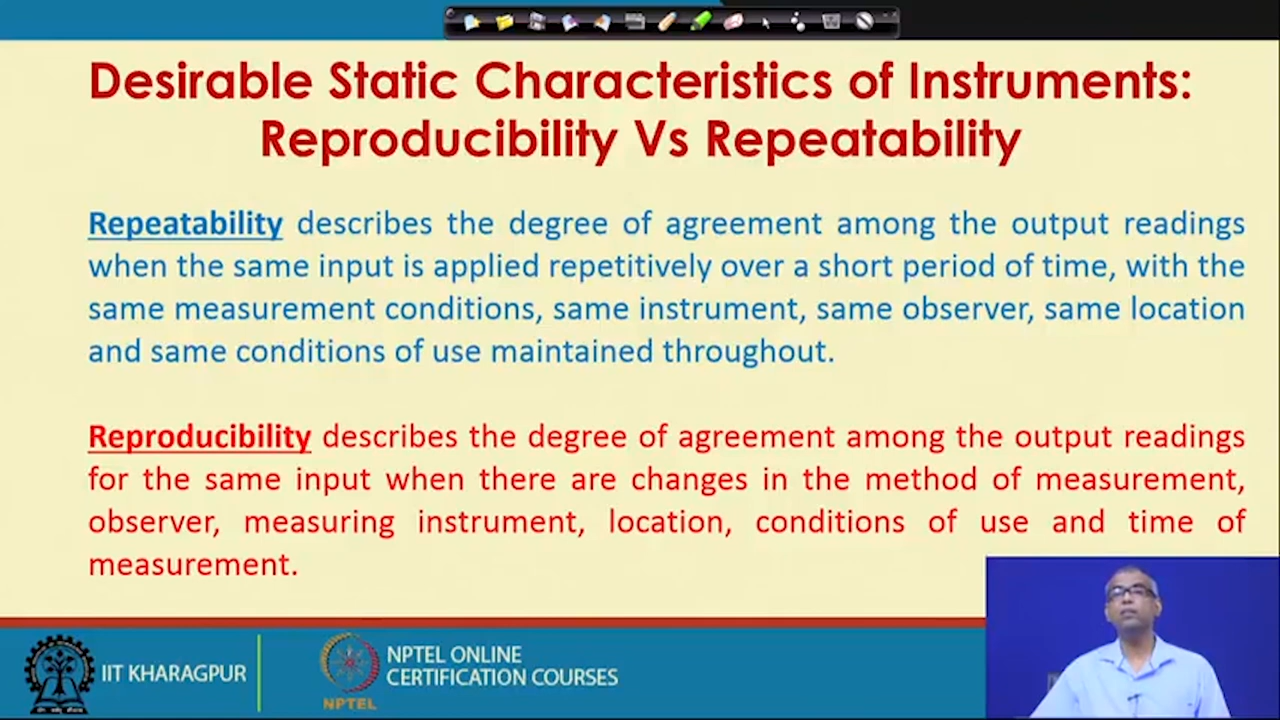 Desirable Static Characteristics of Instruments:
Reproducibility Vs Repeatability
Repeatability describes the degree of agreement among the output readings
when the same input is applied repetitively over a short period of time, with the
same measurement conditions, same instrument, same observer, same location
and same conditions of use maintained throughout.
Reproducibility describes the degree of agreement among the output readings
for the same input when there are changes in the method of measurement,
observer, measuring instrument, location, conditions of use and time of
measurement.
IIT KHARAGPUR
NPTEL ONLINE
CERTIFICATION COURSES
NPTEL